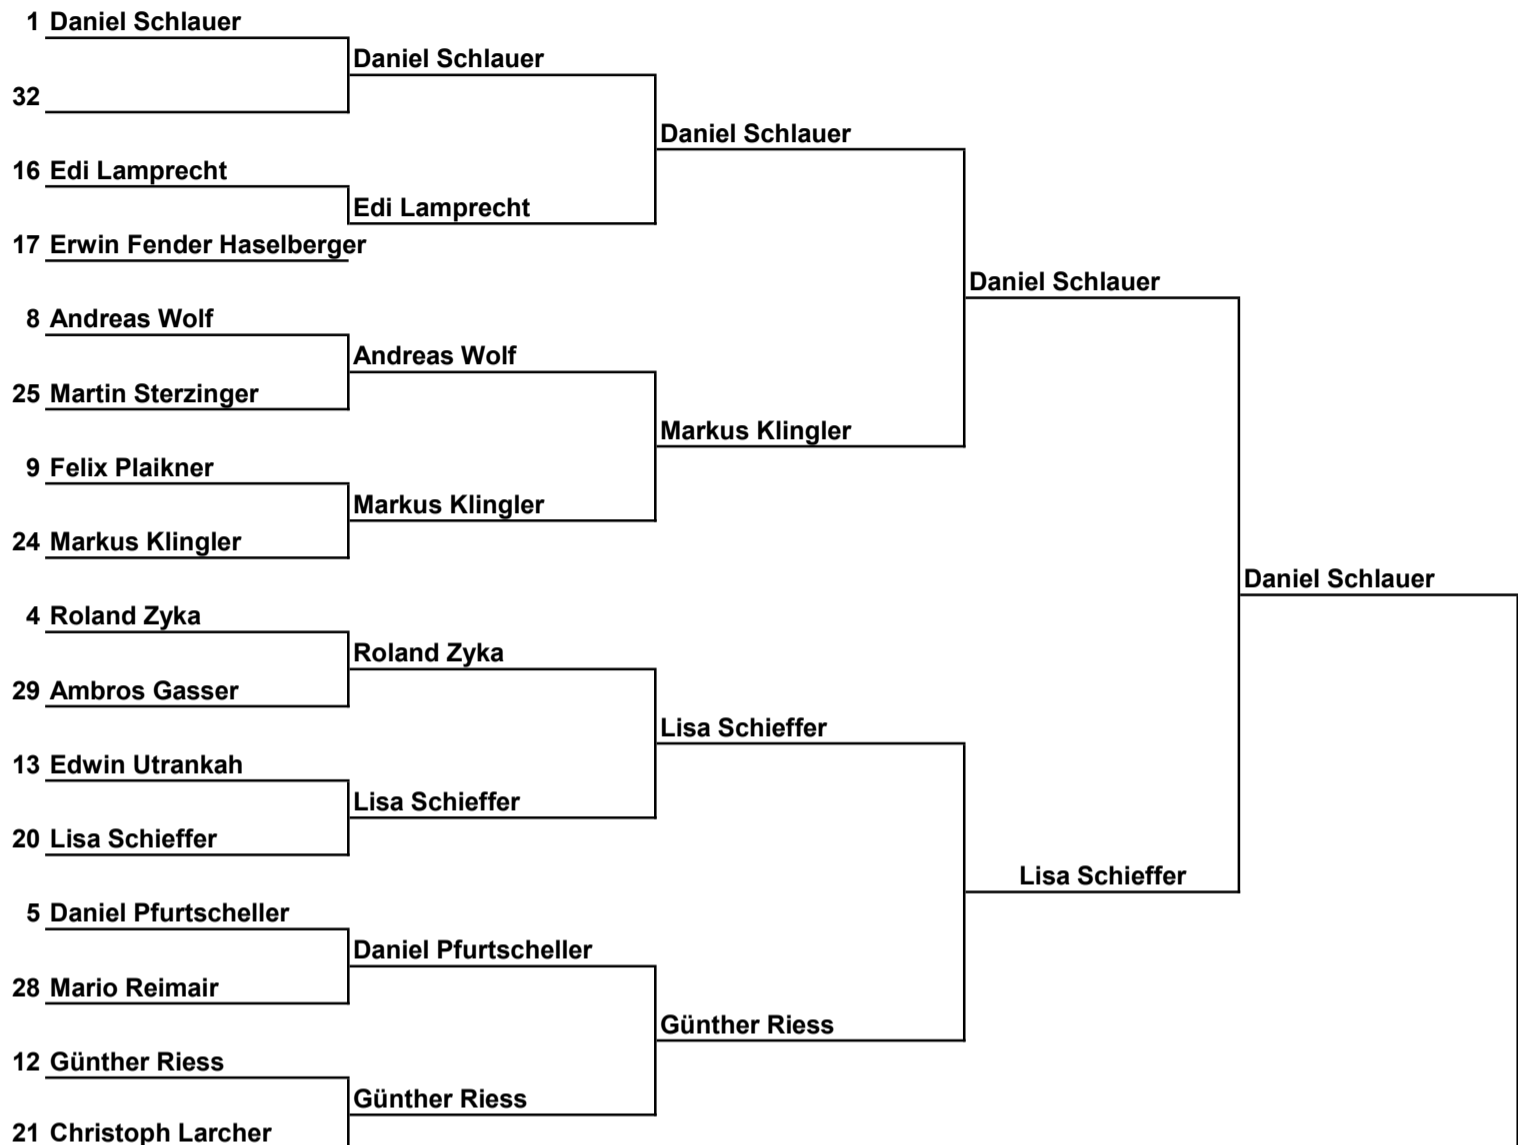 1 Daniel Schlauer
Daniel Schlauer
32
Daniel Schlauer
16 Edi Lamprecht
Edi Lamprecht
17 Erwin Fender Haselberger
Daniel Schlauer
8 Andreas Wolf
Andreas Wolf
25 Martin Sterzinger
Markus Klingler
9 Felix Plaikner
Markus Klingler
24 Markus Klingler
Daniel Schlauer
4 Roland Zyka
Roland Zyka
29 Ambros Gasser
Lisa Schieffer
13 Edwin Utrankah
Lisa Schieffer
20 Lisa Schieffer
Lisa Schieffer
5 Daniel Pfurtscheller
Daniel Pfurtscheller
28 Mario Reimair
Günther Riess
12 Günther Riess
Günther Riess
21 Christoph Larcher